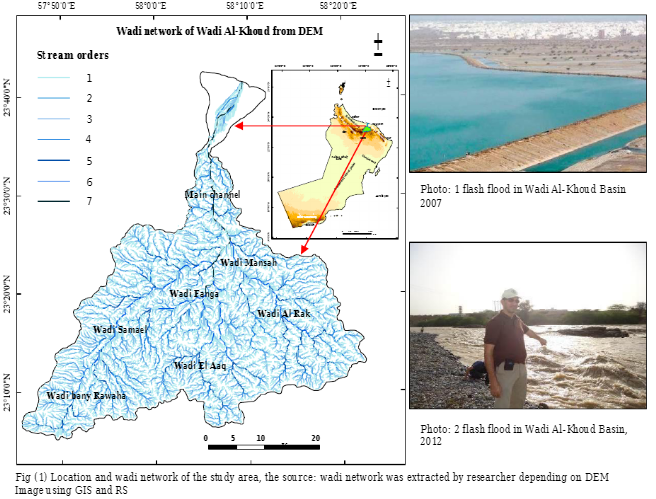 57°50'0"E
58°0'0"E
58°10'0"E
58°20'0"E
Wadi network of Wadi Al-Khoud from DEM
Stream orders
1
2
3
4
5
6
7
23°40'0"N
23°30'0"N
23°20'0"N
23°10'0"N
Main channel
Wadi Mansah
Wadi Fanga
Wadi Al Rak
Wadi Samael
Wadi El Aaq
Wadi bany Rawaha
0 5 10 20
Photo: 1 flash flood in Wadi Al-Khoud Basin
2007
Photo: 2 flash flood in Wadi Al-Khoud Basin,
2012
Fig (1) Location and wadi network of the study area, the source: wadi network was extracted by researcher depending on DEM
Image using GIS and RS